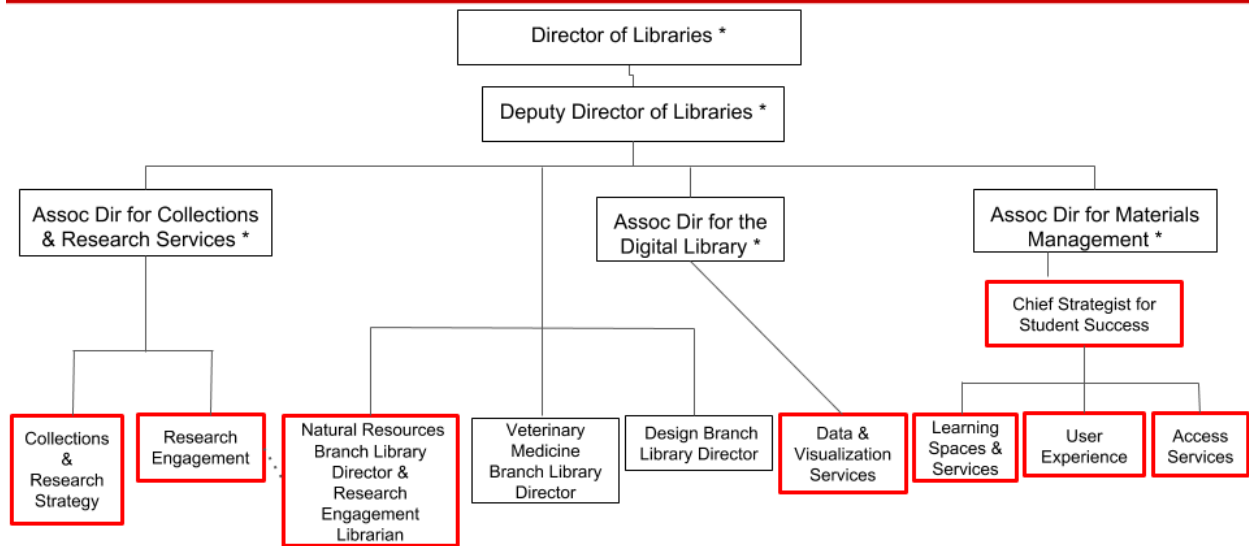 Director of Libraries *
Deputy Director of Libraries *
Assoc Dir for Collections
& Research Services *
Assoc Dir for the
Digital Library *
Assoc Dir for Materials
Management *
Chief Strategist for
Student Success
Collections
&
Research
Strategy
Research
Engagement
Natural Resources
Branch Library
Director &
Research
Engagement
Librarian
Veterinary
Medicine
Branch Library
Director
Design Branch
Library Director
Data &
Visualization
Services
Learning
Spaces &
Services
User
Experience
Access
Services